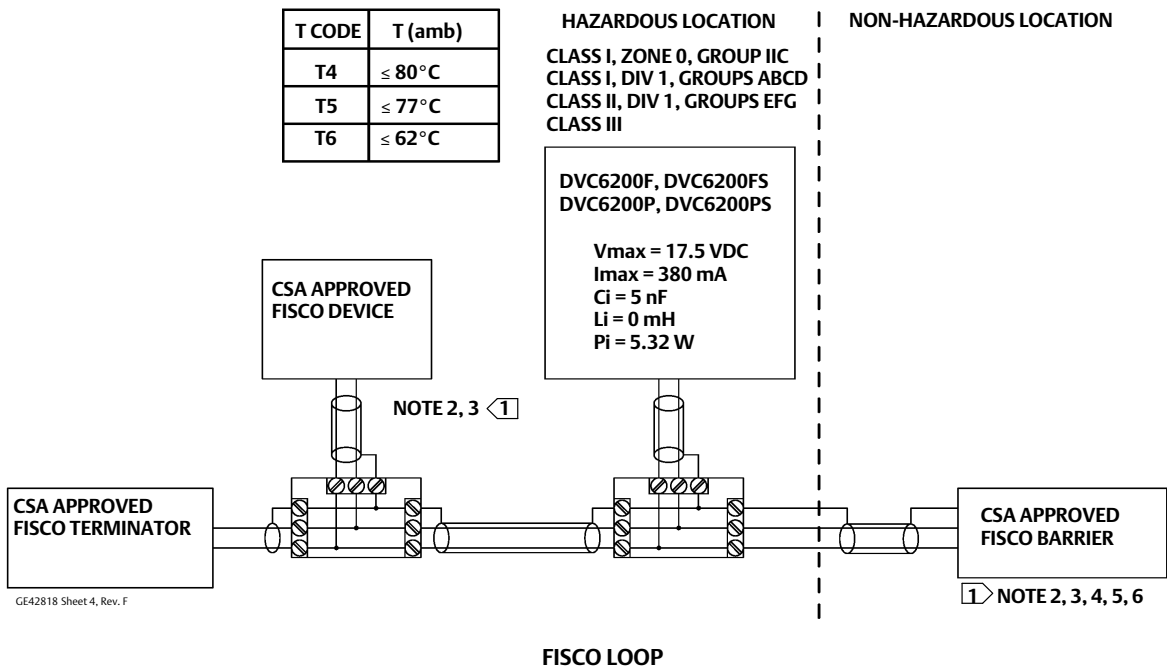 T CODE T (amb)
T4 ≤ 80°C
T5 ≤ 77°C
T6 ≤ 62°C
HAZARDOUS LOCATION
CLASS I, ZONE 0, GROUP IIC
CLASS I, DIV 1, GROUPS ABCD
CLASS II, DIV 1, GROUPS EFG
CLASS III
NON-HAZARDOUS LOCATION
DVC6200F, DVC6200FS
DVC6200P, DVC6200PS
Vmax = 17.5 VDC
Imax = 380 mA
Ci = 5 nF
Li = 0 mH
Pi = 5.32 W
CSA APPROVED
FISCO DEVICE
NOTE 2, 3 1
CSA APPROVED
FISCO TERMINATOR
CSA APPROVED
FISCO BARRIER
1 NOTE 2, 3, 4, 5, 6
GE42818 Sheet 4, Rev. F
FISCO LOOP